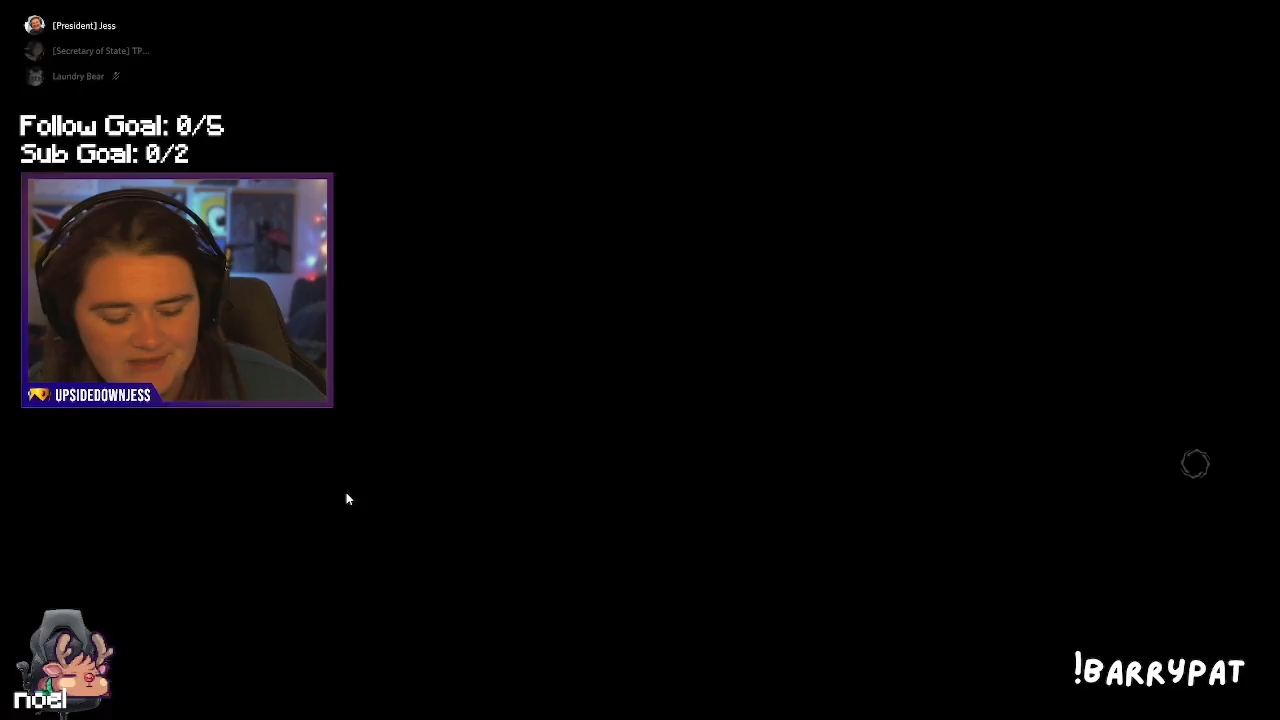 [President] Jess
[Secretary of State] TP...
Laundry Bear
Follow Goal: 0/5
Sub Goal: 0/2
UPSIDEDOWNJESS
noel
!BARRYPAT